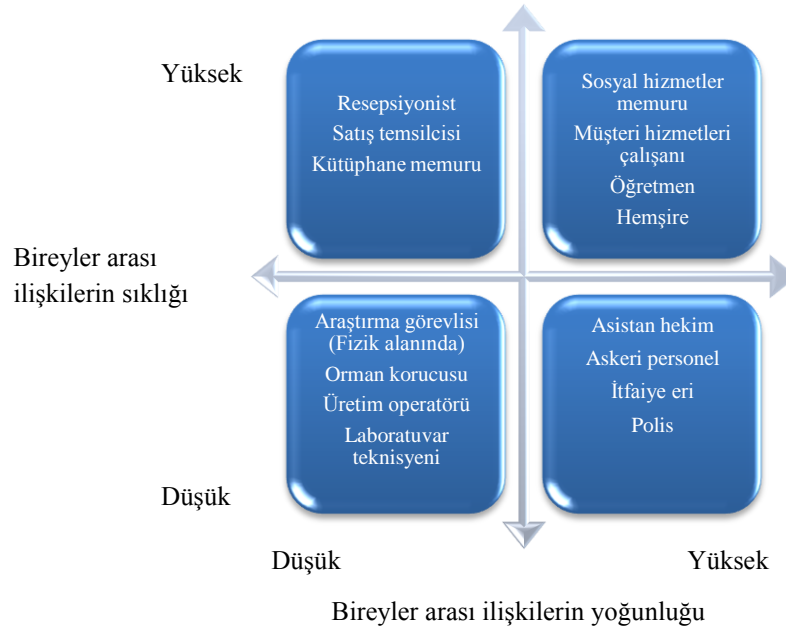 Yüksek
Resepsiyonist
Satış temsilcisi
Kütüphane memuru
Sosyal hizmetler
memuru
Müşteri hizmetleri
çalışanı
Öğretmen
Hemşire
Bireyler arası
ilişkilerin sıklığı
Araştırma görevlisi
(Fizik alanında)
Orman korucusu
Üretim operatörü
Laboratuvar
teknisyeni
Asistan hekim
Askeri personel
İtfaiye eri
Polis
Düşük
Düşük
Yüksek
Bireyler arası ilişkilerin yoğunluğu